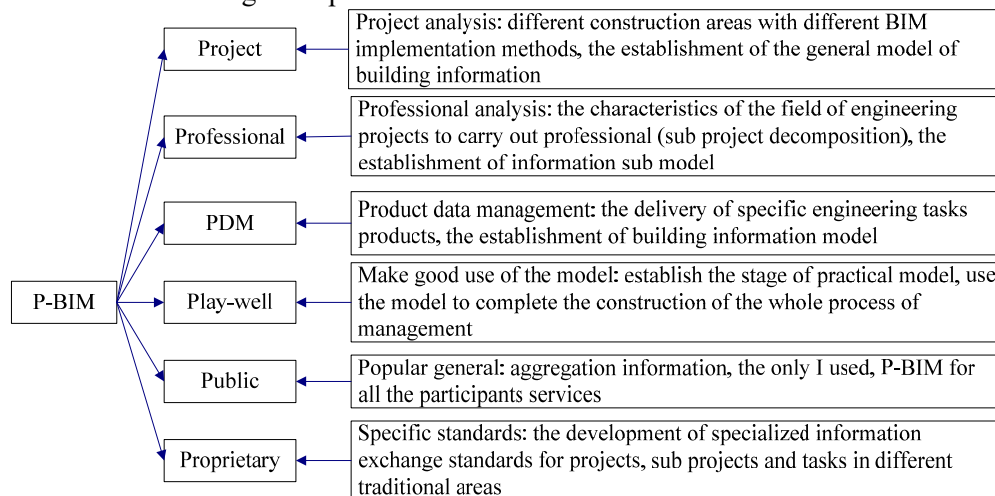 Project
Project analysis: different construction areas with different BIM
implementation methods, the establishment of the general model of
building information
Professional
Professional analysis: the characteristics of the field of engineering
projects to carry out professional (sub project decomposition), the
establishment of information sub model
PDM
Product data management: the delivery of specific engineering tasks
products, the establishment of building information model
P-BIM
Play-well
Make good use of the model: establish the stage of practical model, use
the model to complete the construction of the whole process of
management
Public
Popular general: aggregation information, the only I used, P-BIM for
all the participants services
Proprietary
Specific standards: the development of specialized information
exchange standards for projects, sub projects and tasks in different
traditional areas